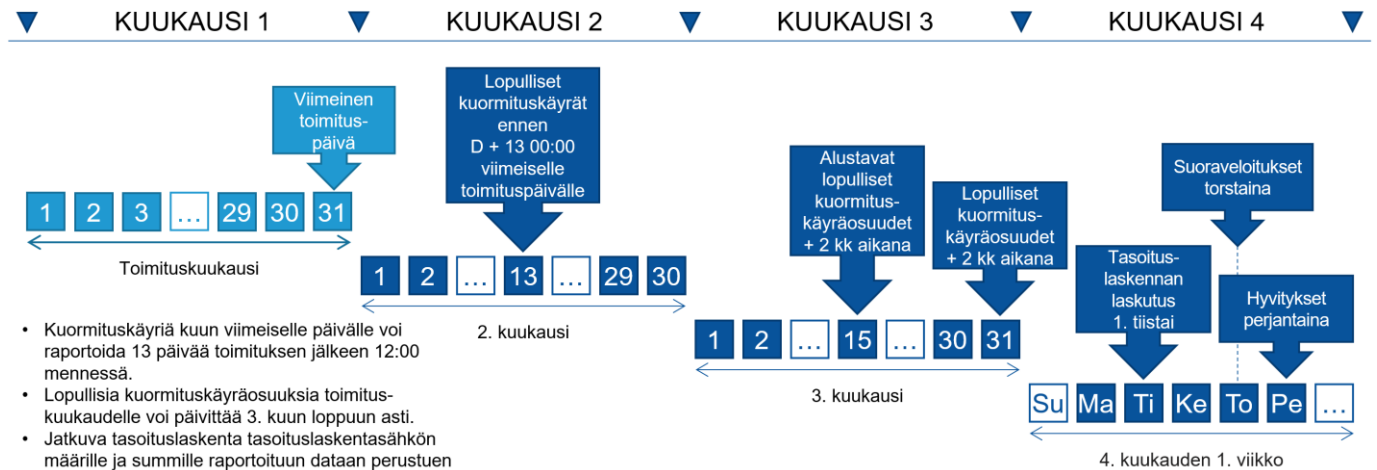 KUUKAUSI 1
KUUKAUSI 2
KUUKAUSI 3
KUUKAUSI 4
Viimeinen
toimitus-
päivä
1 2 3 ... 29 30 31
Toimituskuukausi
Lopulliset
kuormituskäyrät
ennen
D + 13 00:00
viimeiselle
toimituspäivälle
1 2 ... 13 ... 29 30
2. kuukausi
Alustavat
lopulliset
kuormitus-
käyräosuudet
+ 2 kk aikana
Lopulliset
kuormitus-
käyräosuudet
+ 2 kk aikana
1 2 ... 15 ... 30 31
3. kuukausi
Suoraveloitukset
torstaina
Tasoitus-
laskennan
laskutus
1. tiistai
Hyvitykset
perjantaina
Su Ma Ti Ke To Pe ...
4. kuukauden 1. viikko
• Kuormituskäyriä kuun viimeiselle päivälle voi
raportoida 13 päivää toimituksen jälkeen 12:00
mennessä.
• Lopullisia kuormituskäyräosuuksia toimitus-
kuukaudelle voi päivittää 3. kuun loppuun asti.
• Jatkuva tasoituslaskenta tasoituslaskentasähkön
määrille ja summille raportoituun dataan perustuen